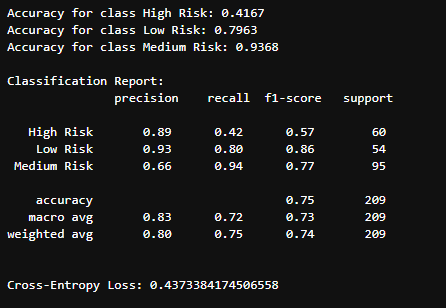 Accuracy for class High Risk: 0.4167
Accuracy for class Low Risk: 0.7963
Accuracy for class Medium Risk: 0.9368
Classification Report:
precision recall f1-score support
High Risk 0.89 0.42 0.57 60
Low Risk 0.93 0.80 0.86 54
Medium Risk 0.66 0.94 0.77 95
accuracy 0.75 209
macro avg 0.83 0.72 0.73 209
weighted avg 0.80 0.75 0.74 209
Cross-Entropy Loss: 0.4373384174506558